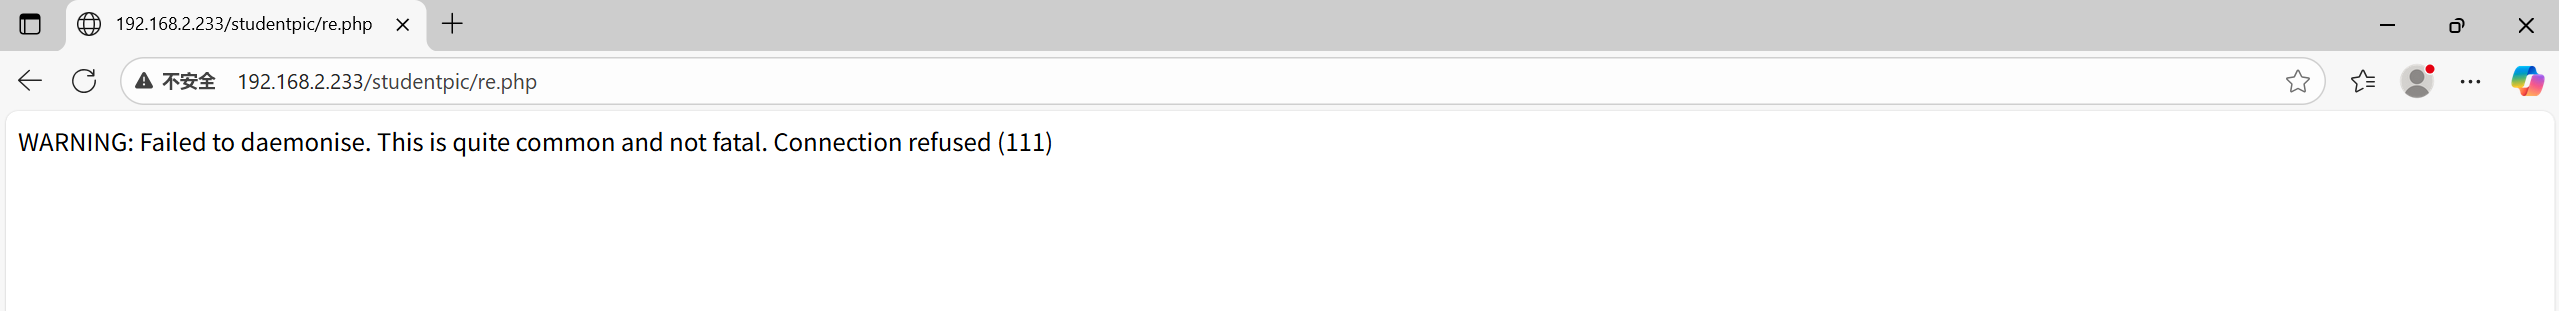 192.168.2.233/studentpic/re.php
不安全 192.168.2.233/studentpic/re.php
WARNING: Failed to daemonise. This is quite common and not fatal. Connection refused (111)